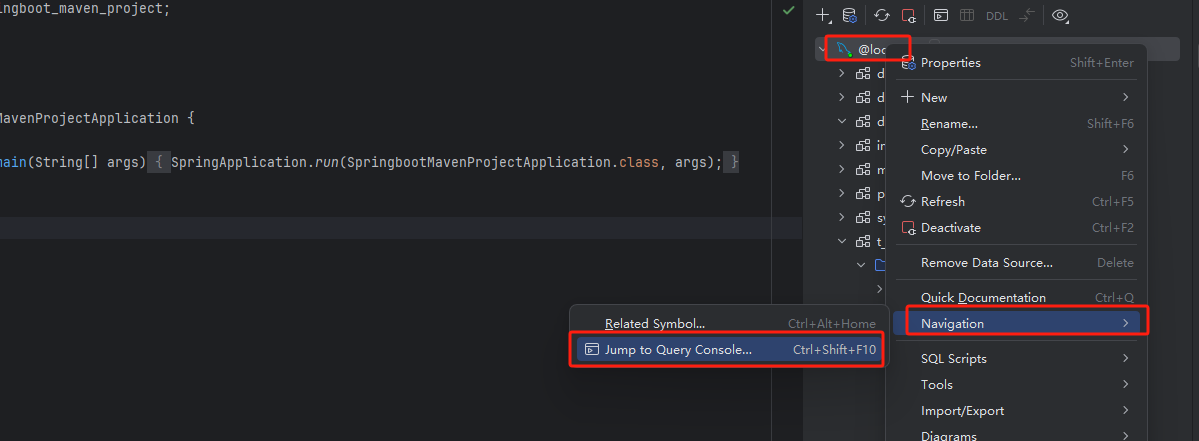 ingboot_maven_project;
MavenProjectApplication {
main(String[] args) { SpringApplication.run(SpringbootMavenProjectApplication.class, args); }
DDL
@loc
Properties Shift+Enter
New
Rename... Shift+F6
Copy/Paste
Move to Folder... F6
Refresh Ctrl+F5
Deactivate Ctrl+F2
Remove Data Source... Delete
Quick Documentation Ctrl+Q
Navigation
SQL Scripts
Tools
Import/Export
Diagrams
d
d
d
in
m
p
sy
t_
Related Symbol... Ctrl+Alt+Home
Jump to Query Console... Ctrl+Shift+F10